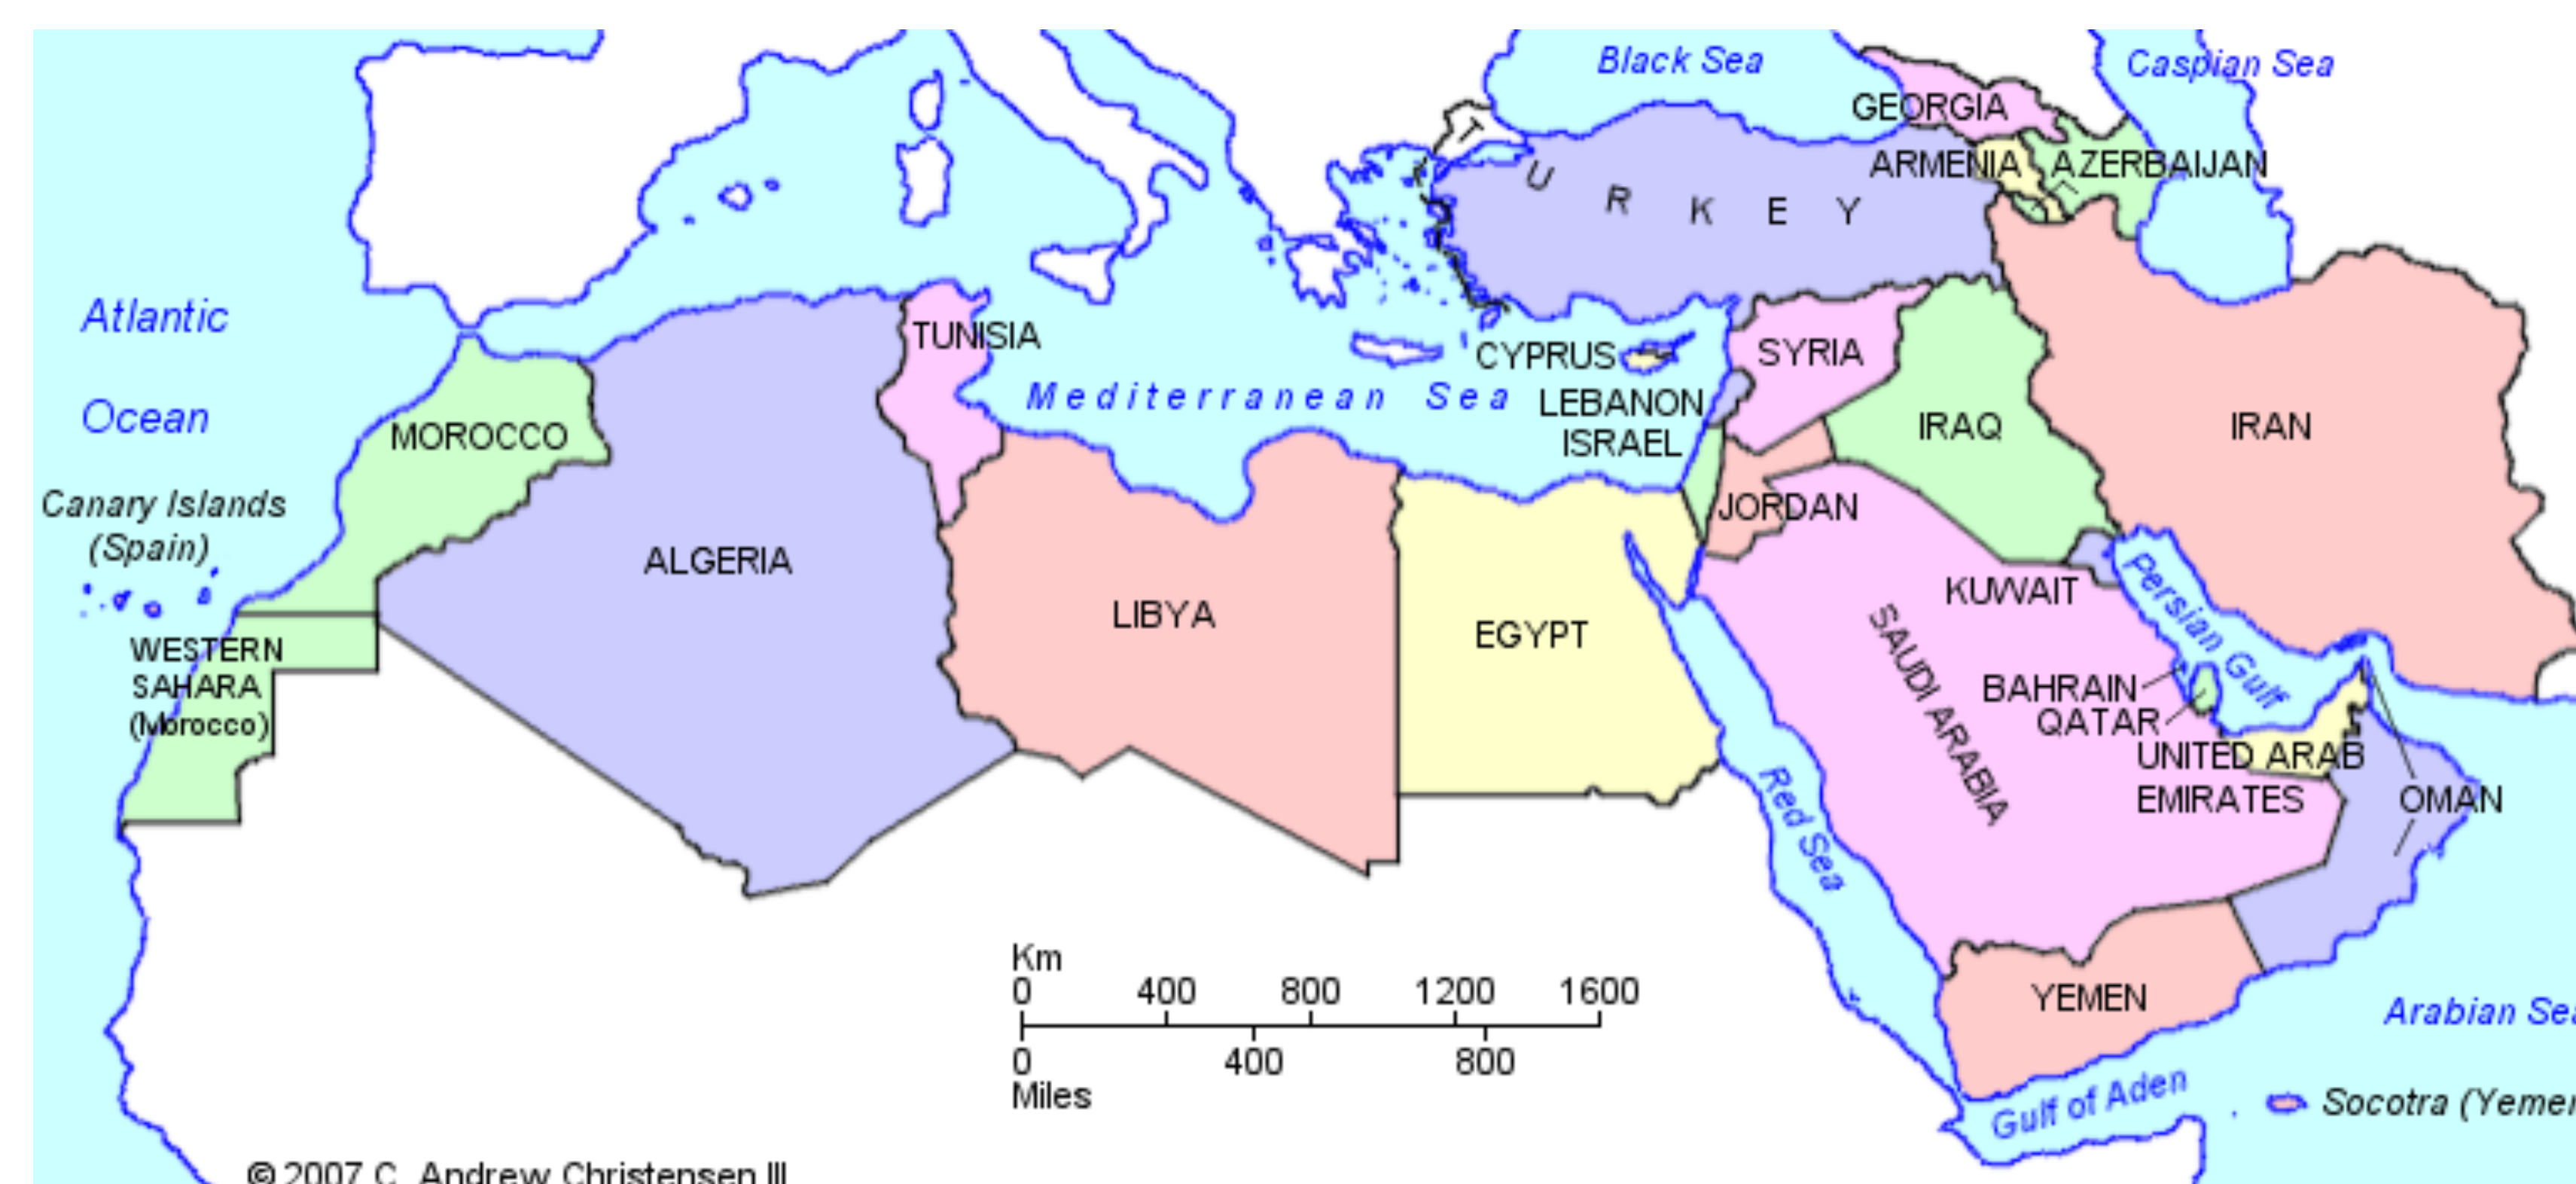 Black Sea
Caspian Sea
GEORGIA
ARMENIA
AZERBAIJAN
TURKEY
Atlantic
Ocean
TUNISIA
CYPRUS
SYRIA
Mediterranean Sea
LEBANON
ISRAEL
MOROCCO
IRAQ
IRAN
Canary Islands
(Spain)
JORDAN
ALGERIA
LIBYA
EGYPT
KUWAIT
Persian Gulf
SAUDI ARABIA
WESTERN
SAHARA
(Morocco)
BAHRAIN
QATAR
UNITED ARAB
EMIRATES
OMAN
Red Sea
Km
0 400 800 1200 1600
0 400 800
Miles
YEMEN
Arabian Sea
Gulf of Aden
Socotra (Yemen
© 2007 C. Andrew Christensen III